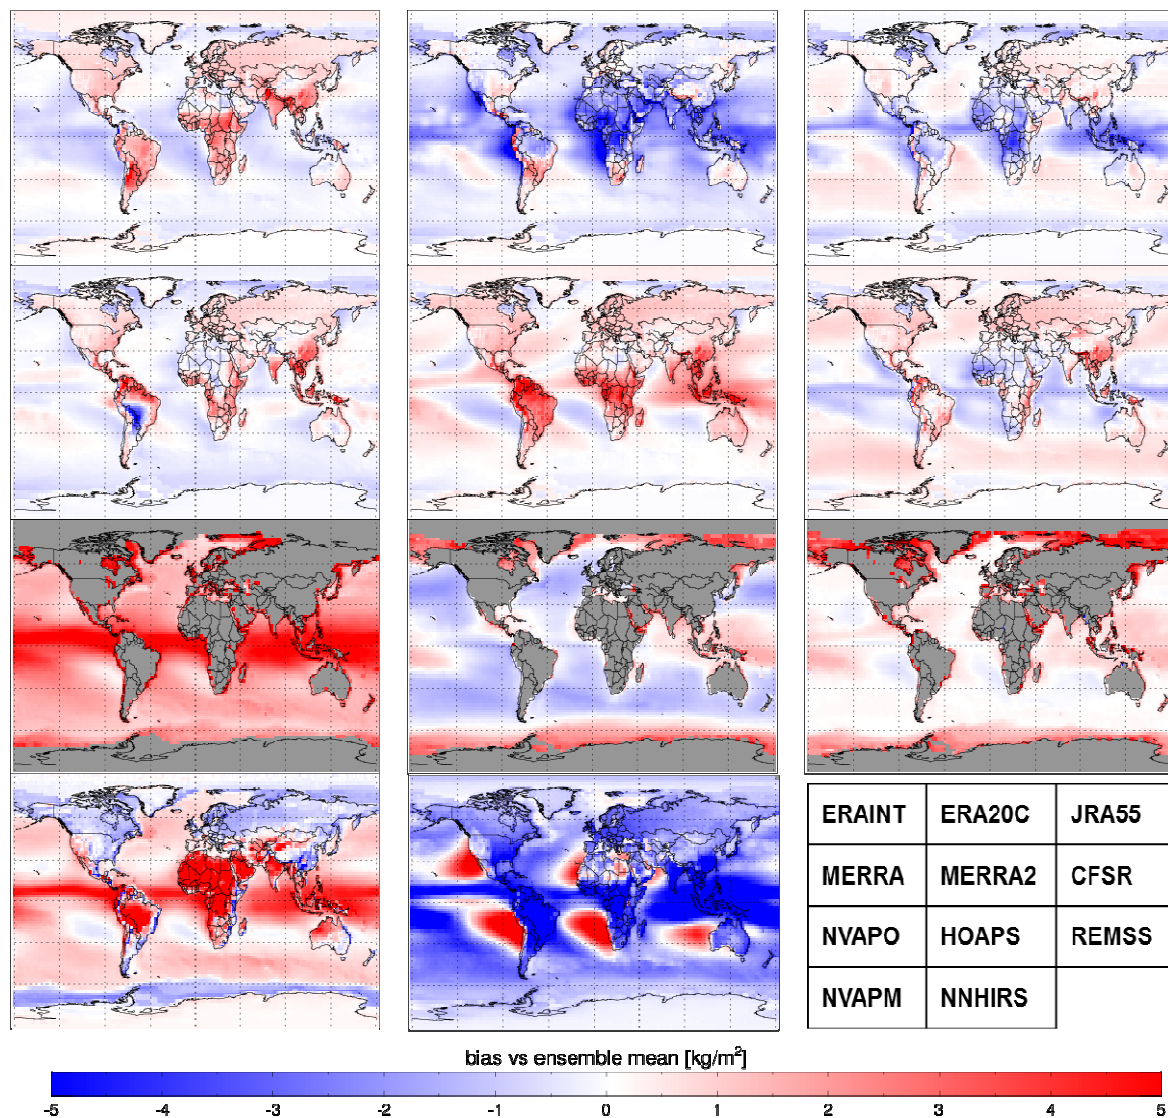 ERAINT ERA20C JRA55
MERRA MERRA2 CFSR
NVAPO HOAPS REMSS
NVAPM NNHIRS
bias vs ensemble mean [kg/m²]
-5 -4 -3 -2 -1 0 1 2 3 4 5